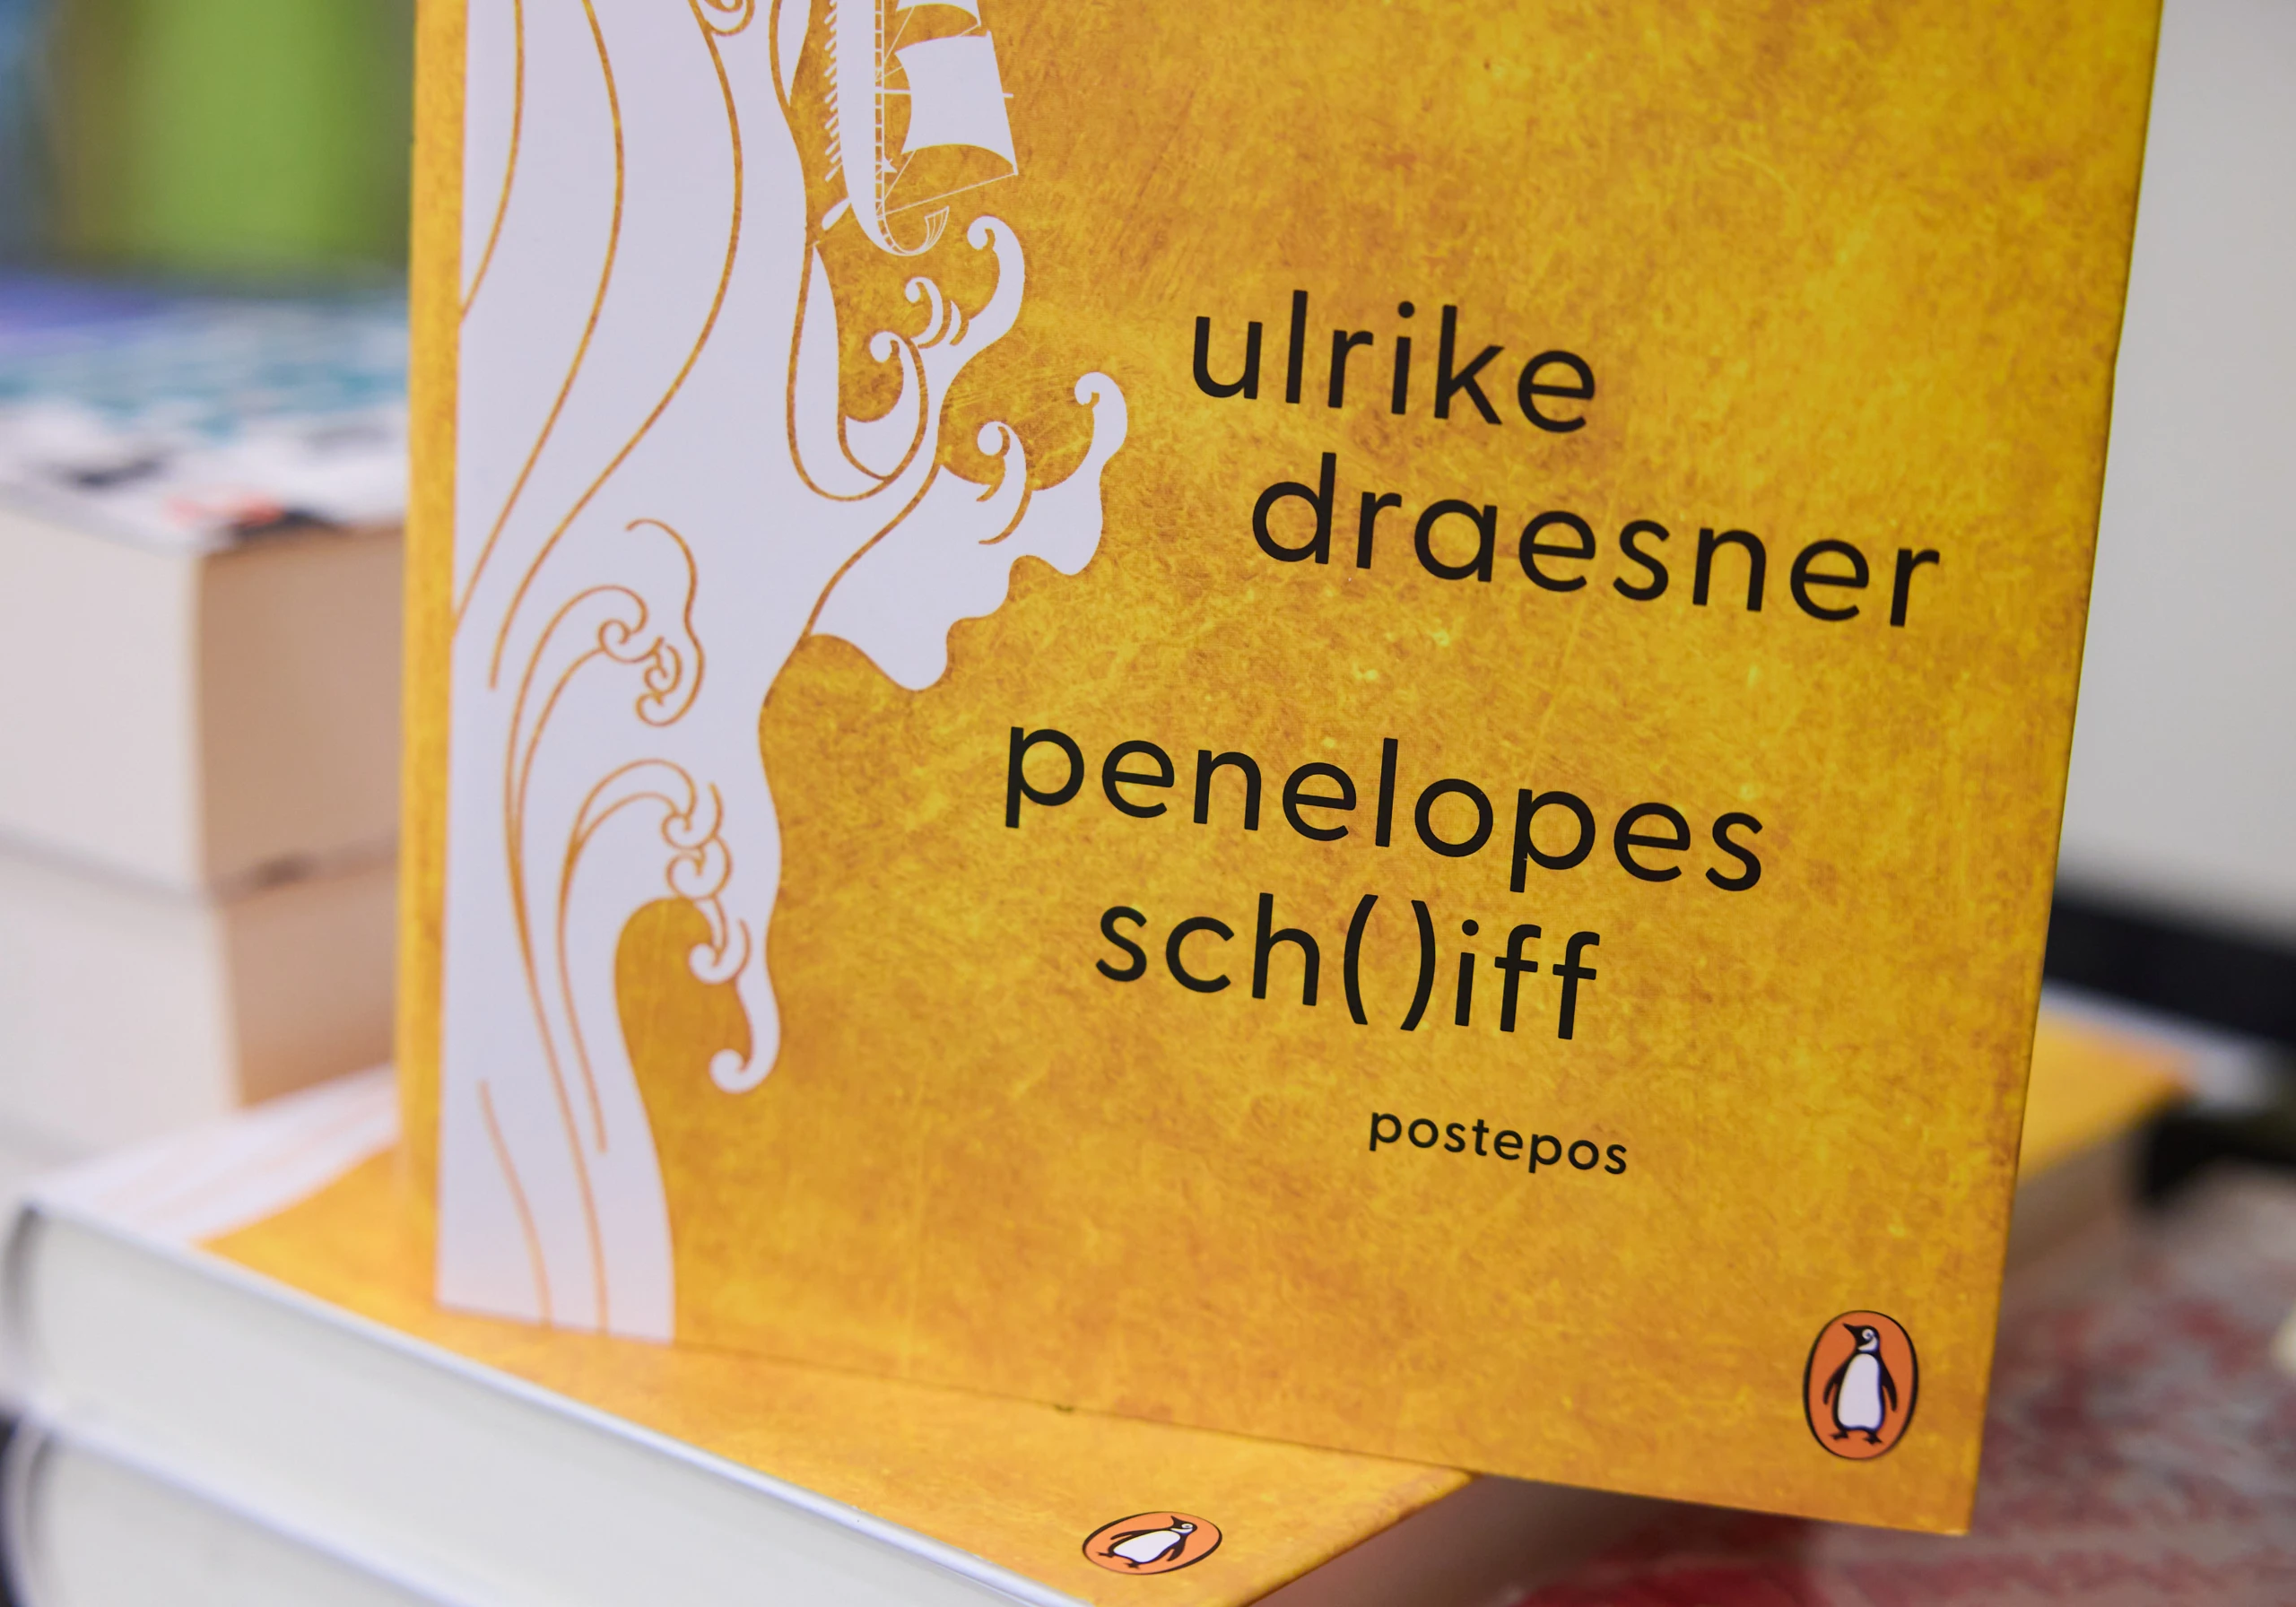 ulrike
draesner
penelopes
sch( )iff
postepos